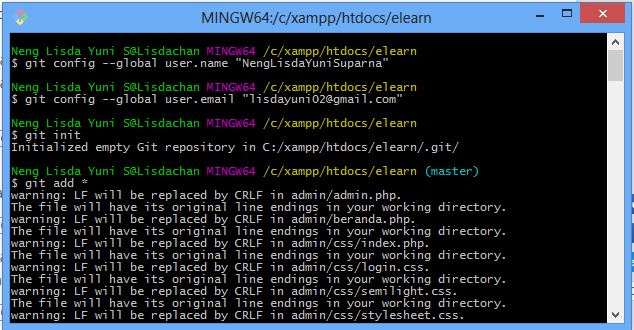 MINGW64:/c/xampp/htdocs/elearn
Neng Lisda Yuni S@Lisdachan MINGW64 /c/xampp/htdocs/elearn
$ git config --global user.name "NengLisdaYuniSuparna"
Neng Lisda Yuni S@Lisdachan MINGW64 /c/xampp/htdocs/elearn
$ git config --global user.email "lisdayuni02@gmail.com"
Neng Lisda Yuni S@Lisdachan MINGW64 /c/xampp/htdocs/elearn
$ git init
Initialized empty Git repository in C:/xampp/htdocs/elearn/.git/
Neng Lisda Yuni S@Lisdachan MINGW64 /c/xampp/htdocs/elearn (master)
$ git add *
warning: LF will be replaced by CRLF in admin/admin.php.
The file will have its original line endings in your working directory.
warning: LF will be replaced by CRLF in admin/beranda.php.
The file will have its original line endings in your working directory.
warning: LF will be replaced by CRLF in admin/css/index.php.
The file will have its original line endings in your working directory.
warning: LF will be replaced by CRLF in admin/css/login.css.
The file will have its original line endings in your working directory.
warning: LF will be replaced by CRLF in admin/css/semilight.css.
The file will have its original line endings in your working directory.
warning: LF will be replaced by CRLF in admin/css/stylesheet.css.